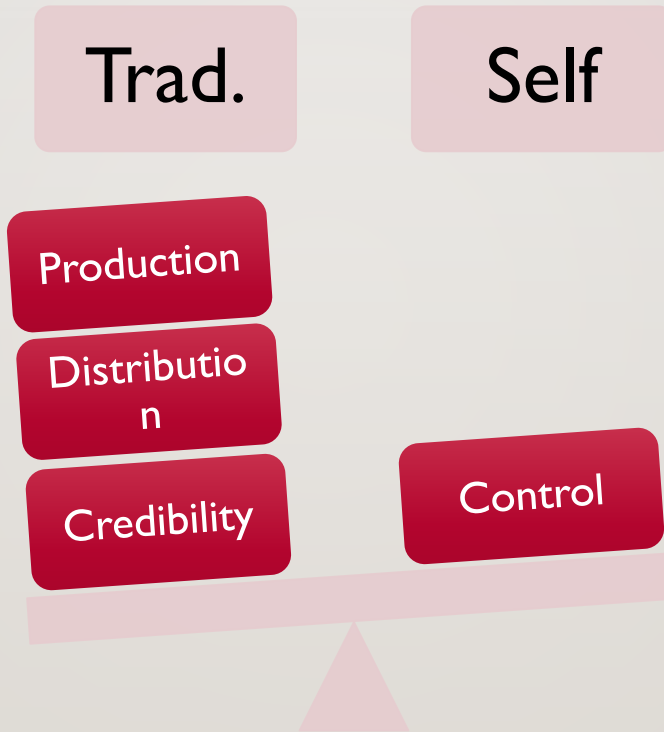 Trad.
Self
Production
Distributio
n
Credibility
Control